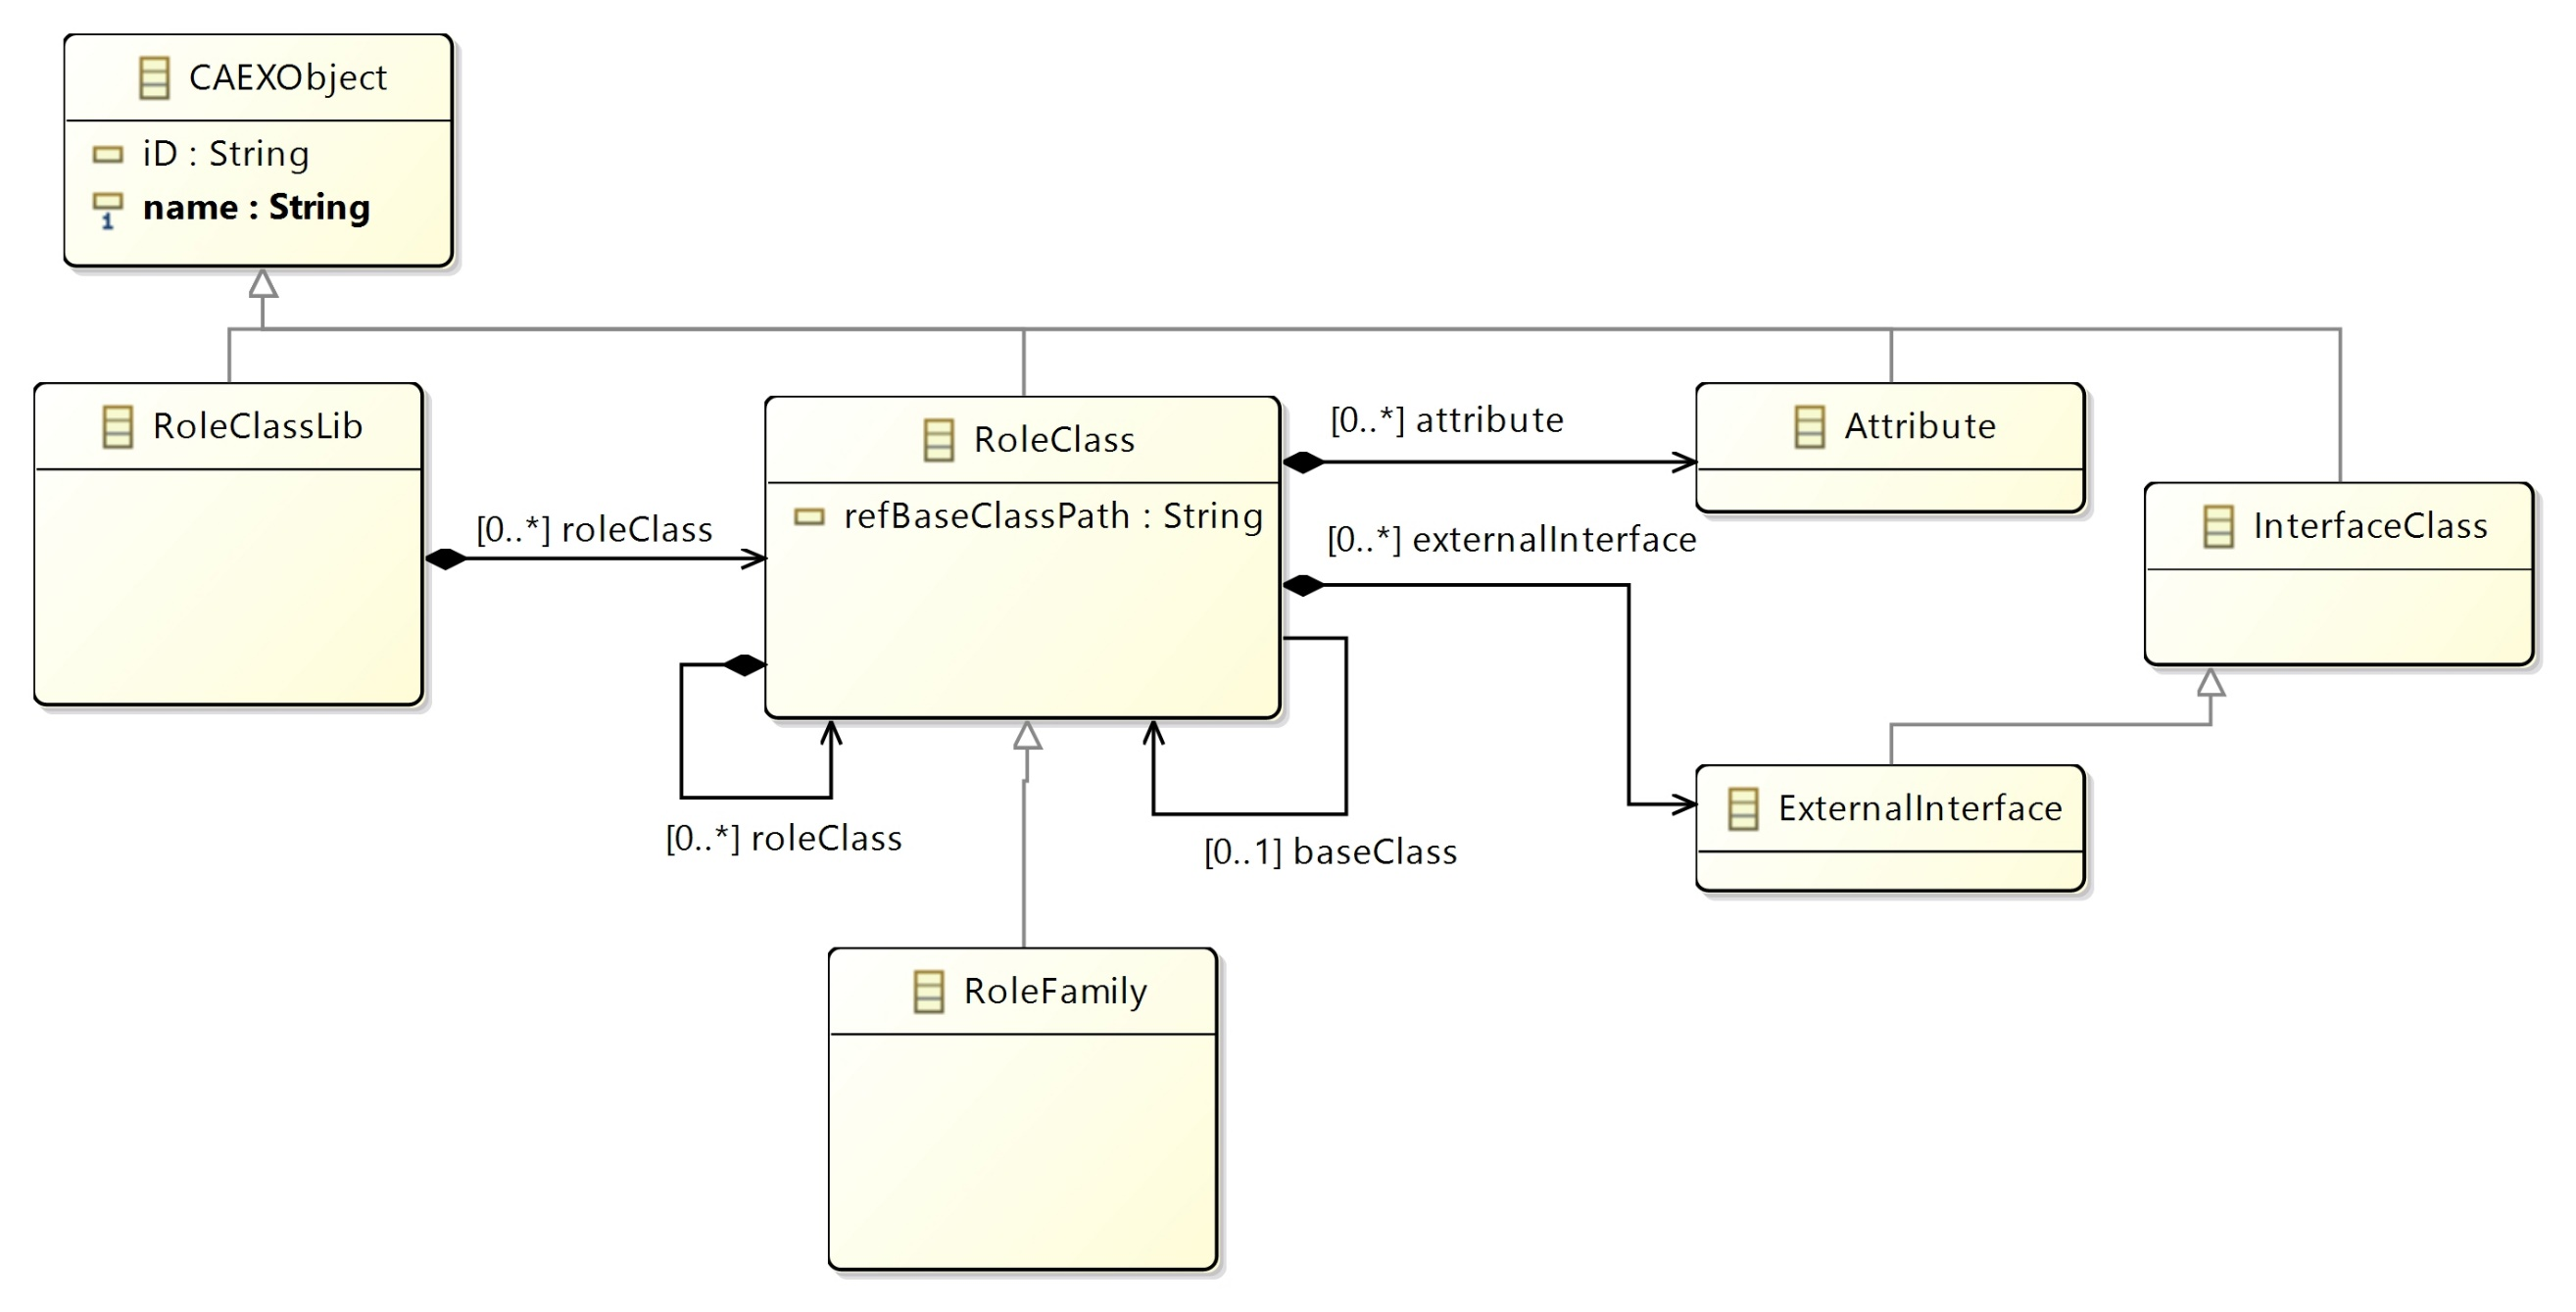 CAEXObject
iD : String
1
name : String
RoleClassLib
[0..*] roleClass
RoleClass
refBaseClassPath : String
[0..*] attribute
Attribute
[0..*] externalInterface
InterfaceClass
[0..*] roleClass
[0..1] baseClass
ExternalInterface
RoleFamily